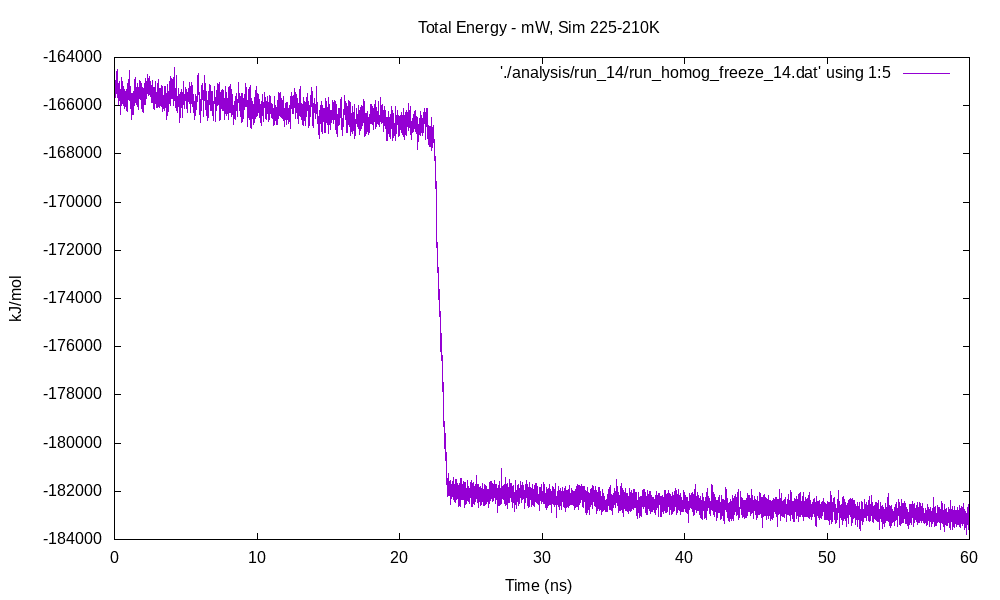 Total Energy - mW, Sim 225-210K
'./analysis/run_14/run_homog_freeze_14.dat' using 1:5
-164000
-166000
-168000
-170000
-172000
-174000
-176000
-178000
-180000
-182000
-184000
kJ/mol
0 10 20 30 40 50 60
Time (ns)